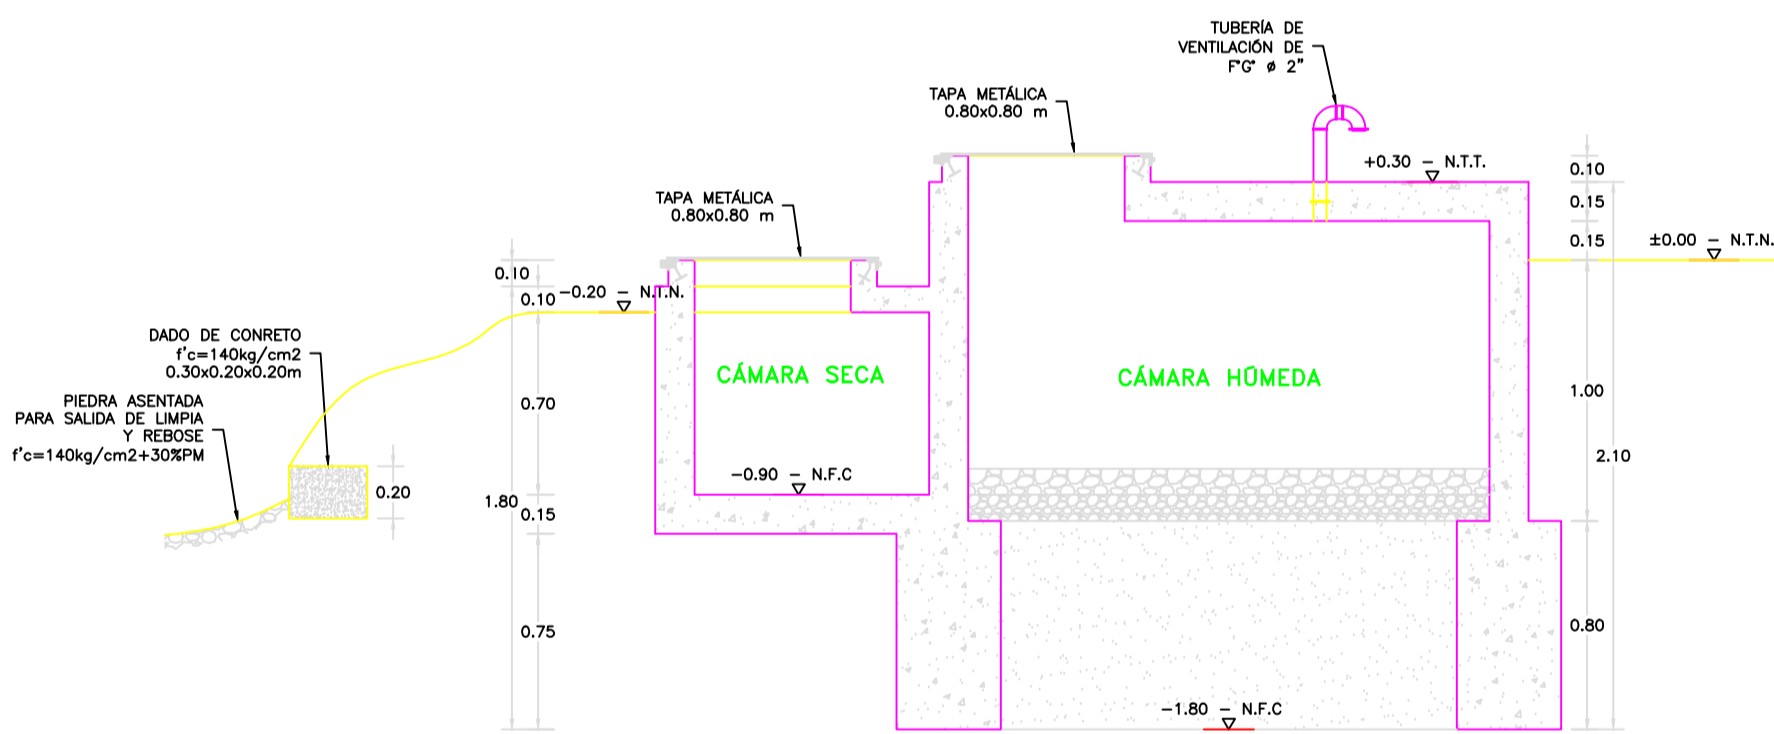 TUBERÍA DE
VENTILACIÓN DE
F°G° ø 2"
TAPA METÁLICA
0.80x0.80 m
+0.30 – N.T.T.
0.10
0.15
0.15
±0.00 – N.T.N.
TAPA METÁLICA
0.80x0.80 m
0.10
0.10
-0.20 – N.T.N.
DADO DE CONRETO
f'c=140kg/cm2
0.30x0.20x0.20m
PIEDRA ASENTADA
PARA SALIDA DE LIMPIA
Y REBOSE
f'c=140kg/cm2+30%PM
CÁMARA SECA
CÁMARA HÚMEDA
0.70
1.00
2.10
-0.90 – N.F.C
0.20
1.80
0.15
0.75
0.80
-1.80 – N.F.C